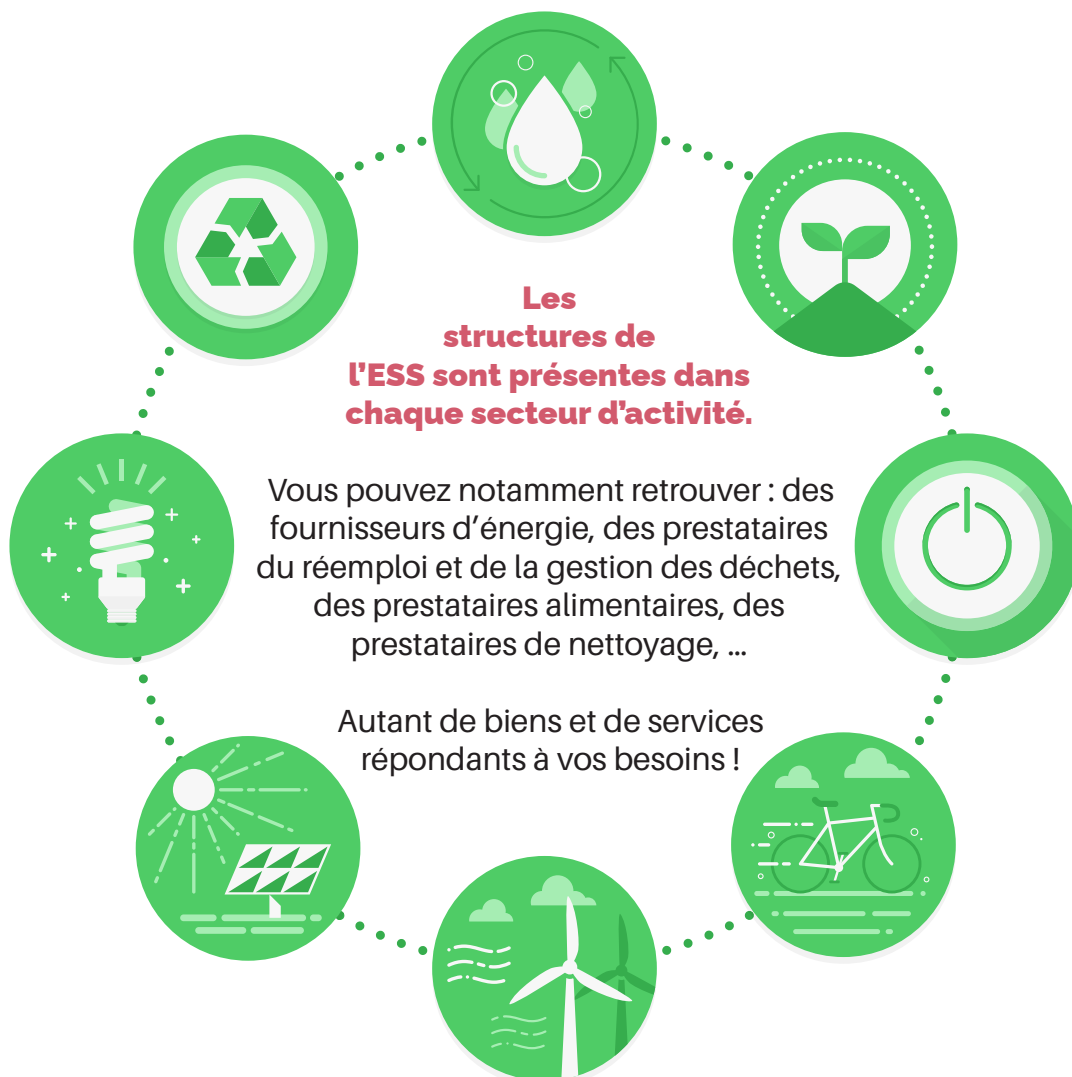 Les
structures de
l’ESS sont présentes dans
chaque secteur d’activité.
Vous pouvez notamment retrouver : des
fournisseurs d’énergie, des prestataires
du réemploi et de la gestion des déchets,
des prestataires alimentaires, des
prestataires de nettoyage, ...
Autant de biens et de services
répondants à vos besoins !